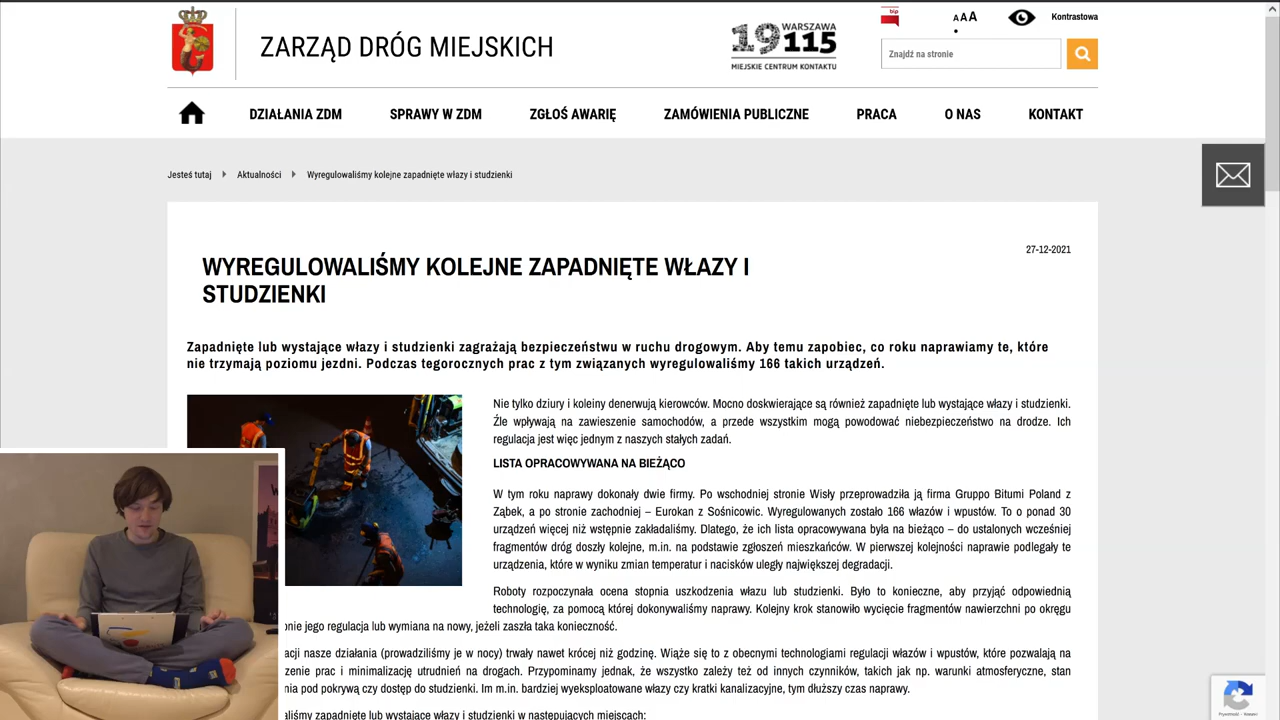 ZARZĄD DRÓG MIEJSKICH
WARSZAWA
19115
MIEJSKIE CENTRUM KONTAKTU
bip
A A A
Kontrastowa
Znajdź na stronie
DZIAŁANIA ZDM SPRAWY W ZDM ZGŁOŚ AWARIĘ ZAMÓWIENIA PUBLICZNE PRACA O NAS KONTAKT
Jesteś tutaj Aktualności Wyregulowaliśmy kolejne zapadnięte włazy i studzienki
27-12-2021
WYREGULOWALIŚMY KOLEJNE ZAPADNIĘTE WŁAZY I
STUDZIENKI
Zapadnięte lub wystające włazy i studzienki zagrażają bezpieczeństwu w ruchu drogowym. Aby temu zapobiec, co roku naprawiamy te, które
nie trzymają poziomu jezdni. Podczas tegorocznych prac z tym związanych wyregulowaliśmy 166 takich urządzeń.
Nie tylko dziury i koleiny denerwują kierowców. Mocno doskwierające są również zapadnięte lub wystające włazy i studzienki.
Źle wpływają na zawieszenie samochodów, a przede wszystkim mogą powodować niebezpieczeństwo na drodze. Ich
regulacja jest więc jednym z naszych stałych zadań.
LISTA OPRACOWYWANA NA BIEŻĄCO
W tym roku naprawy dokonały dwie firmy. Po wschodniej stronie Wisły przeprowadziła ją firma Gruppo Bitumi Poland z
Ząbek, a po stronie zachodniej – Eurokan z Sośnicowic. Wyregulowanych zostało 166 włazów i wpustów. To o ponad 30
urządzeń więcej niż wstępnie zakładaliśmy. Dlatego, że ich lista opracowywana była na bieżąco – do ustalonych wcześniej
fragmentów dróg doszły kolejne, m.in. na podstawie zgłoszeń mieszkańców. W pierwszej kolejności naprawie podlegały te
urządzenia, które w wyniku zmian temperatur i nacisków uległy największej degradacji.
Roboty rozpoczynała ocena stopnia uszkodzenia włazu lub studzienki. Było to konieczne, aby przyjąć odpowiednią
technologię, za pomocą której dokonywaliśmy naprawy. Kolejny krok stanowiło wycięcie fragmentów nawierzchni po okręgu
onie jego regulacja lub wymiana na nowy, jeżeli zaszła taka konieczność.
acji nasze działania (prowadziliśmy je w nocy) trwały nawet krócej niż godzinę. Wiąże się to z obecnymi technologiami regulacji włazów i wpustów, które pozwalają na
zenie prac i minimalizację utrudnień na drogach. Przypominamy jednak, że wszystko zależy też od innych czynników, takich jak np. warunki atmosferyczne, stan
nia pod pokrywą czy dostęp do studzienki. Im m.in. bardziej wyeksploatowane włazy czy kratki kanalizacyjne, tym dłuższy czas naprawy.
aliśmy zapadnięte lub wystające włazy i studzienki w następujących miejscach: